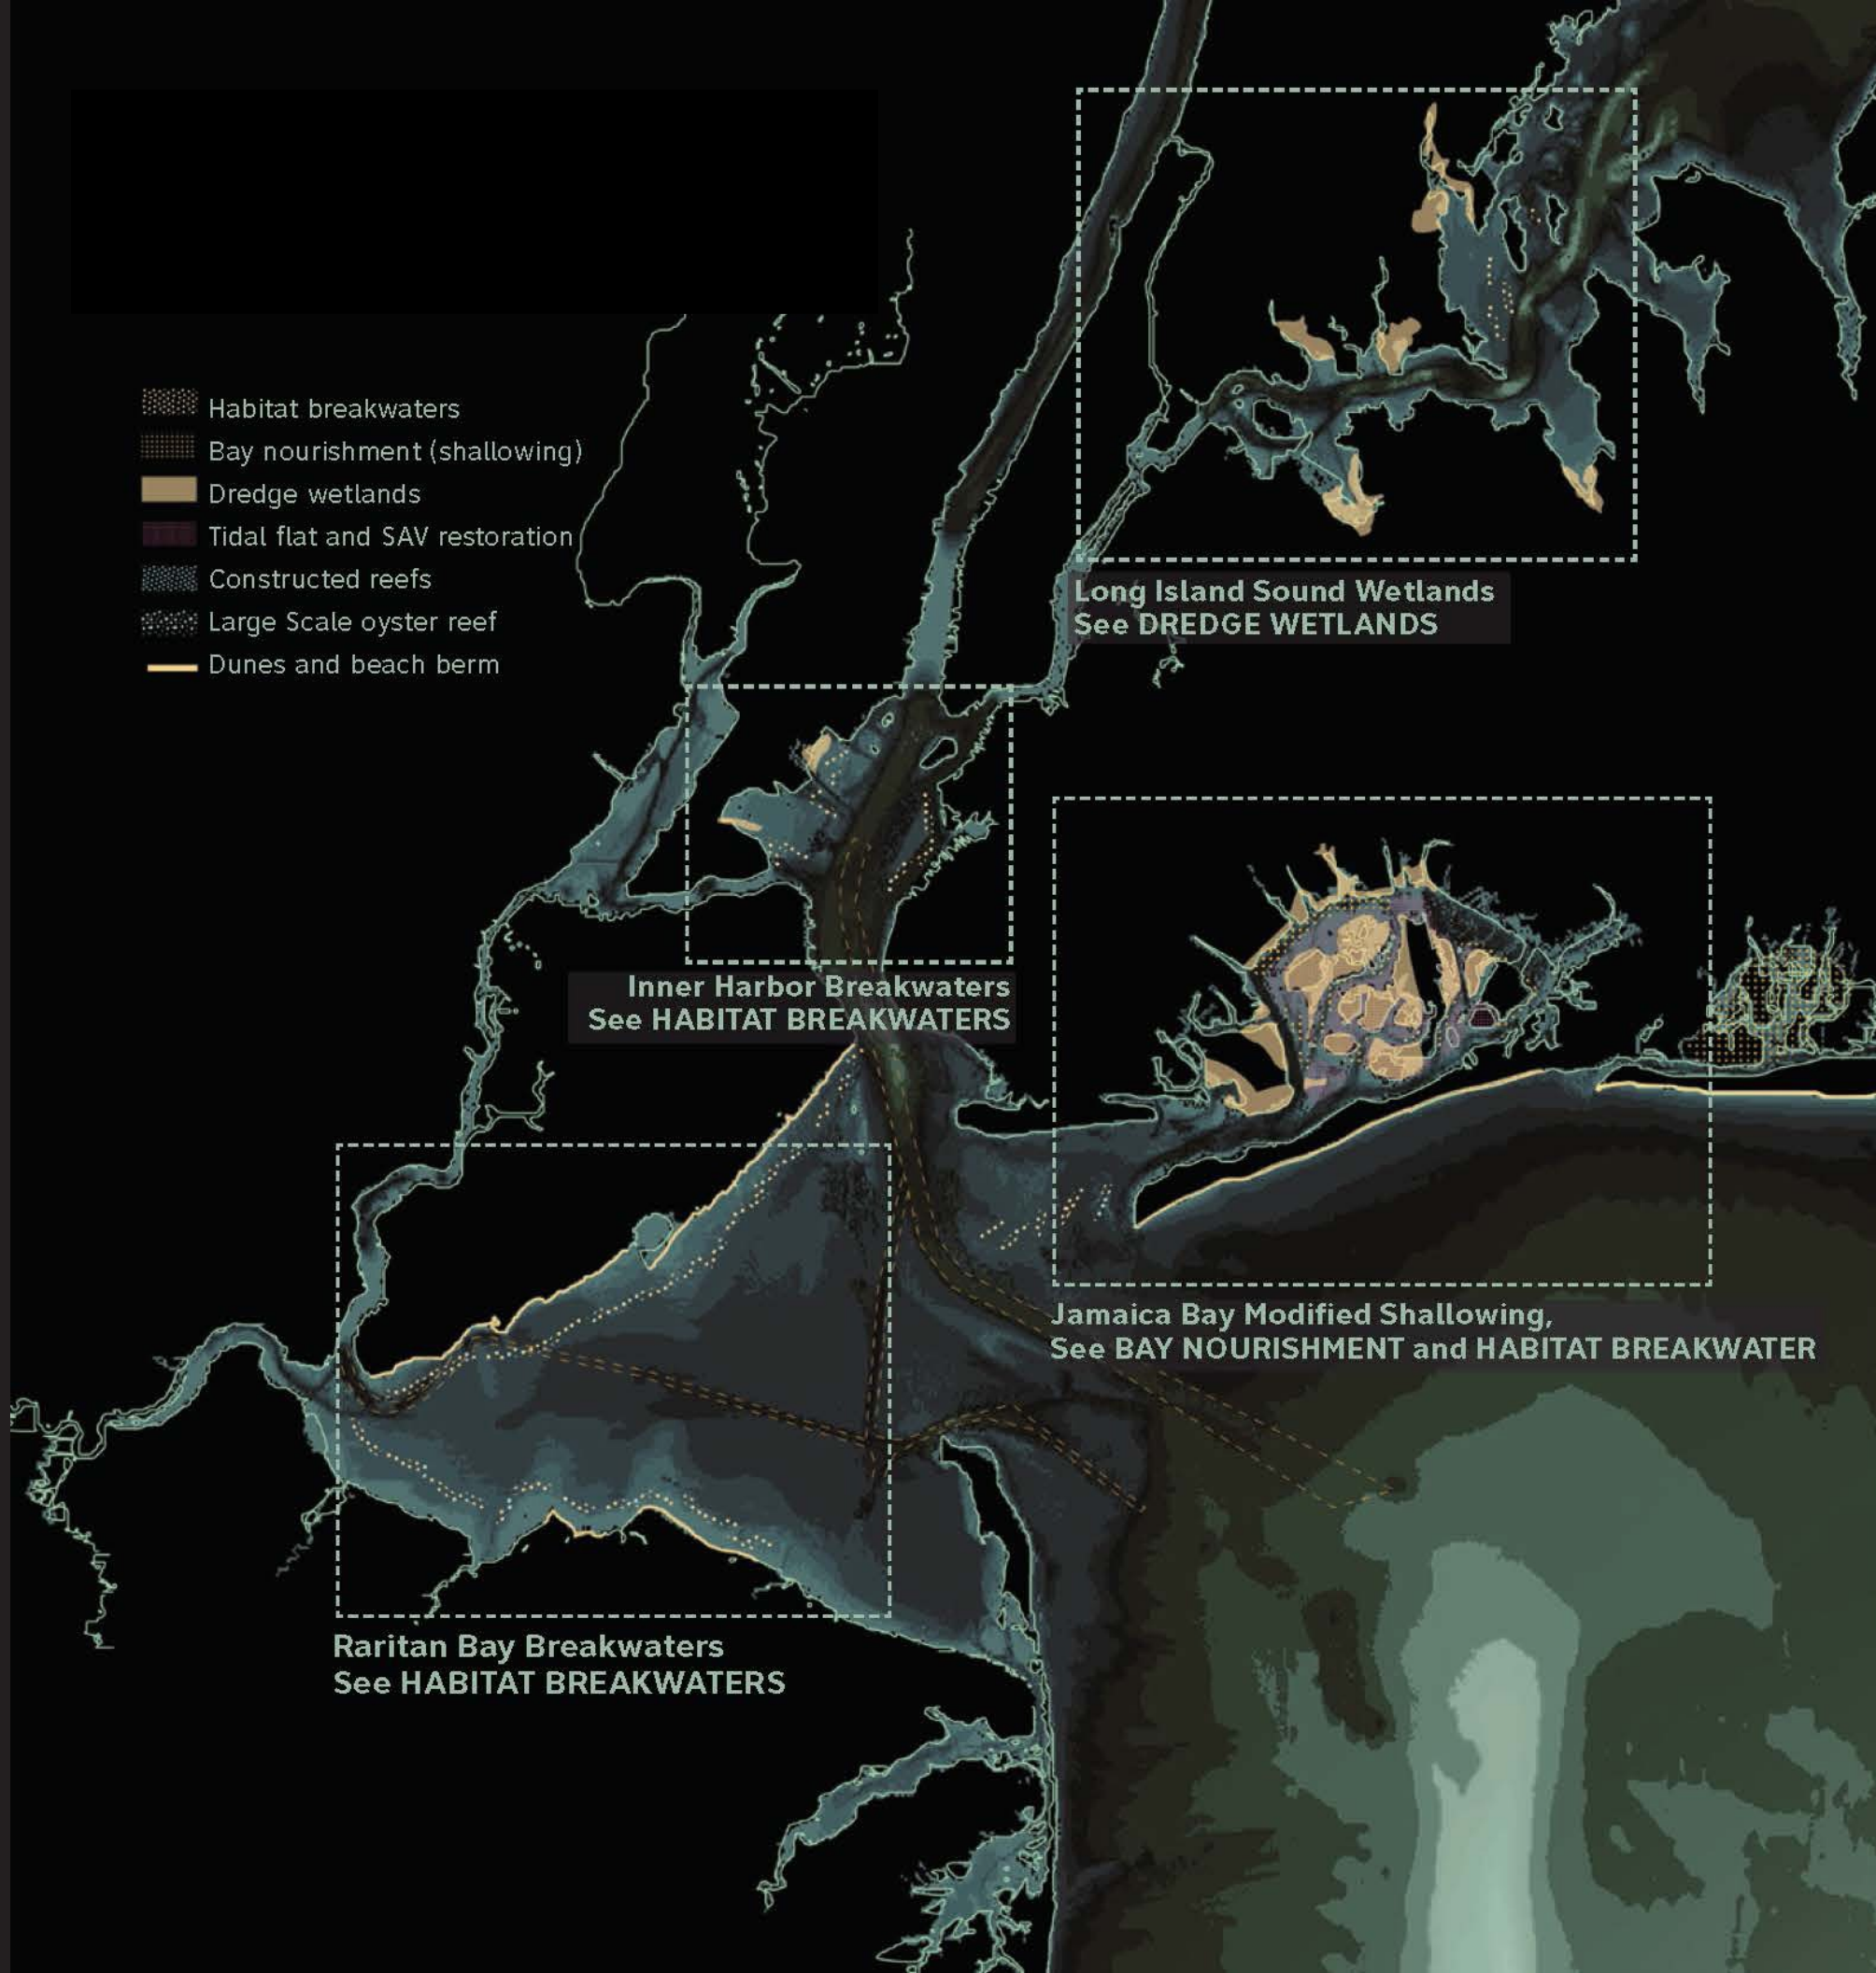 Habitat breakwaters
Bay nourishment (shallowing)
Dredge wetlands
Tidal flat and SAV restoration
Constructed reefs
Large Scale oyster reef
Dunes and beach berm
Long Island Sound Wetlands
See DREDGE WETLANDS
Inner Harbor Breakwaters
See HABITAT BREAKWATERS
Jamaica Bay Modified Shallowing,
See BAY NOURISHMENT and HABITAT BREAKWATER
Raritan Bay Breakwaters
See HABITAT BREAKWATERS